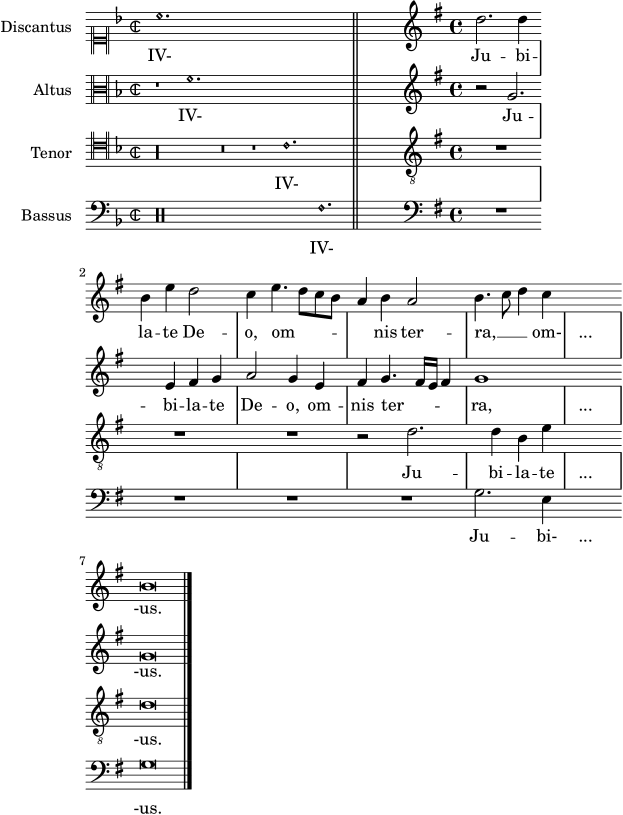 Discantus
IV- Ju - bi -
Altus
IV- Ju -
Tenor
IV-
Bassus
IV-
2
la - te De - o, om - nis ter - ra, __ om- ...
- bi - la - te De - o, om - nis ter - ra, ...
Ju - bi - la - te ...
Ju - bi- ...
7
-us.
-us.
-us.
-us.